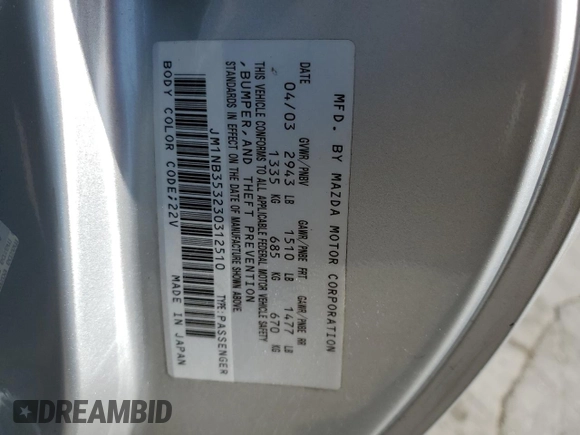 MFD. BY MAZDA MOTOR CORPORATION
DATE GVWR/PNBV GAWR/PNBE FRT GAWR/PNBE RR
04/03 2943 LB 1510 LB 1477 LB
1335 KG 685 KG 670 KG
THIS VEHICLE CONFORMS TO ALL APPLICABLE FEDERAL MOTOR VEHICLE SAFETY
, BUMPER, AND THEFT PREVENTION
STANDARDS IN EFFECT ON THE DATE OF MANUFACTURE SHOWN ABOVE.
JM1NB353230312510 TYPE:PASSENGER
BODY COLOR CODE;22V MADE IN JAPAN
DREAMBID